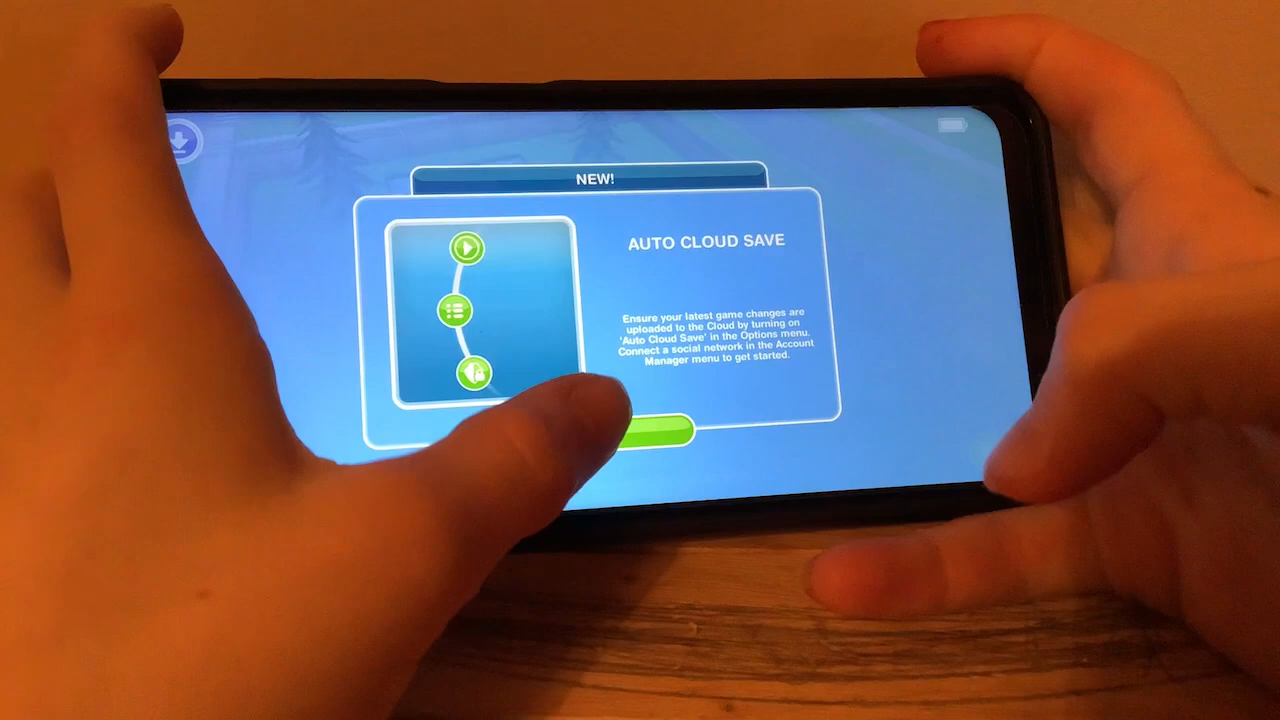 NEW!
AUTO CLOUD SAVE
Ensure your latest game changes are
uploaded to the Cloud by turning on
'Auto Cloud Save' in the Options menu.
Connect a social network in the Account
Manager menu to get started.